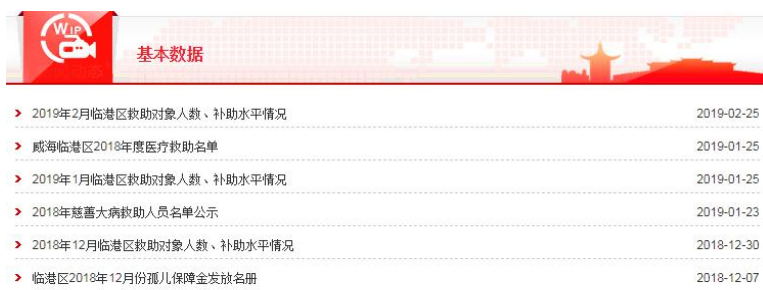 WIP
基本数据
2019年2月临港区救助对象人数、补助水平情况 2019-02-25
威海临港区2018年度医疗救助名单 2019-01-25
2019年1月临港区救助对象人数、补助水平情况 2019-01-25
2018年慈善大病救助人员名单公示 2019-01-23
2018年12月临港区救助对象人数、补助水平情况 2018-12-30
临港区2018年12月份孤儿保障金发放名册 2018-12-07